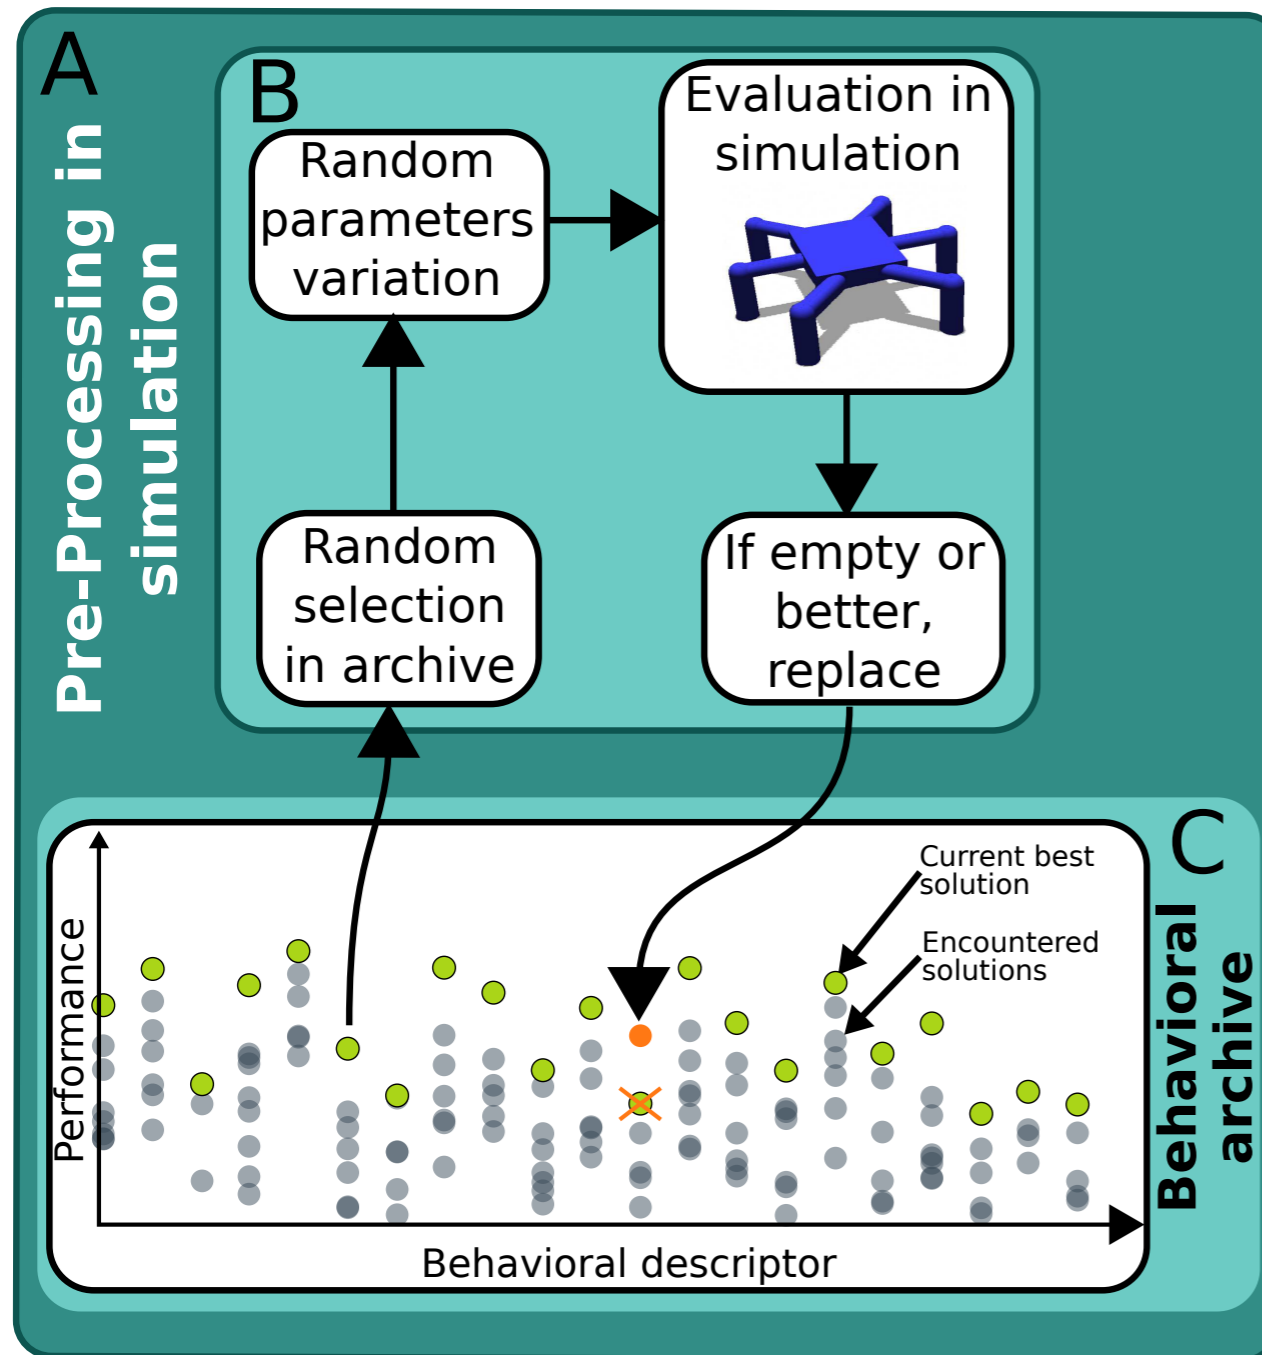 A
Pre-Processing in
simulation
B
Random
parameters
variation
Evaluation in
simulation
Random
selection
in archive
If empty or
better,
replace
C
Behavioral
archive
Current best
solution
Encountered
solutions
Performance
Behavioral descriptor